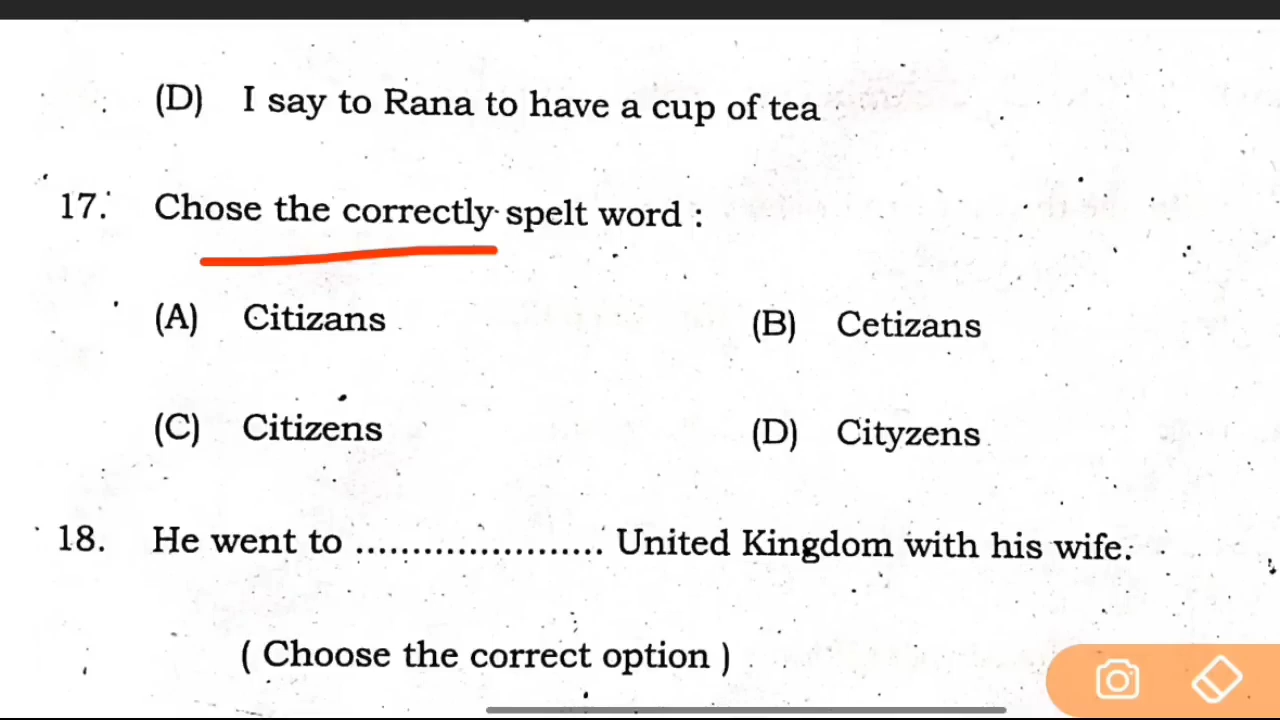 (D) I say to Rana to have a cup of tea
17. Chose the correctly spelt word :
(A) Citizans (B) Cetizans
(C) Citizens (D) Cityzens
18. He went to ...................... United Kingdom with his wife.
( Choose the correct option )